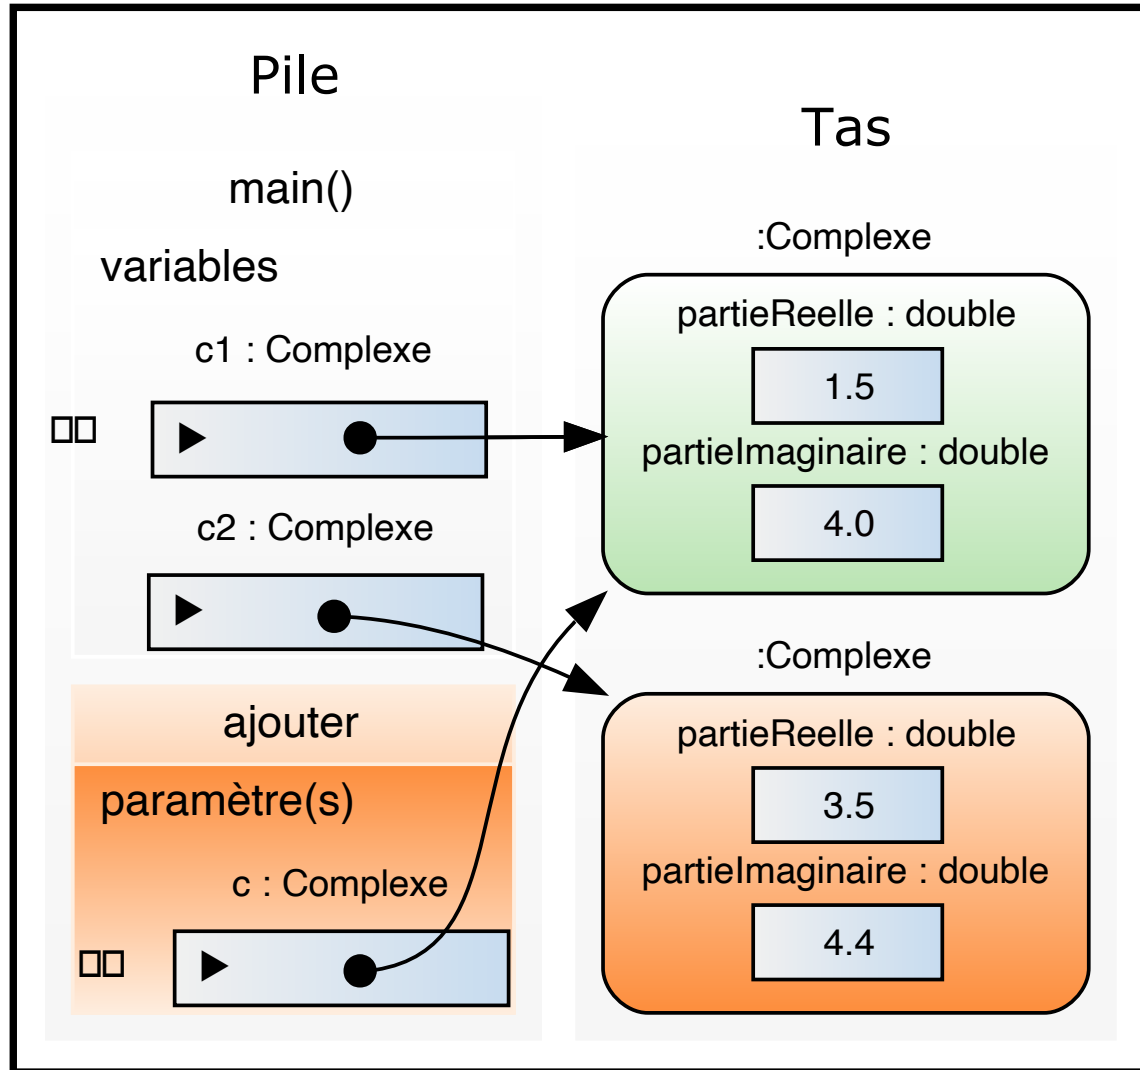 Pile
main()
variables
c1 : Complexe
c2 : Complexe
ajouter
paramètre(s)
c : Complexe
Tas
:Complexe
partieReelle : double
1.5
partieImaginaire : double
4.0
:Complexe
partieReelle : double
3.5
partieImaginaire : double
4.4